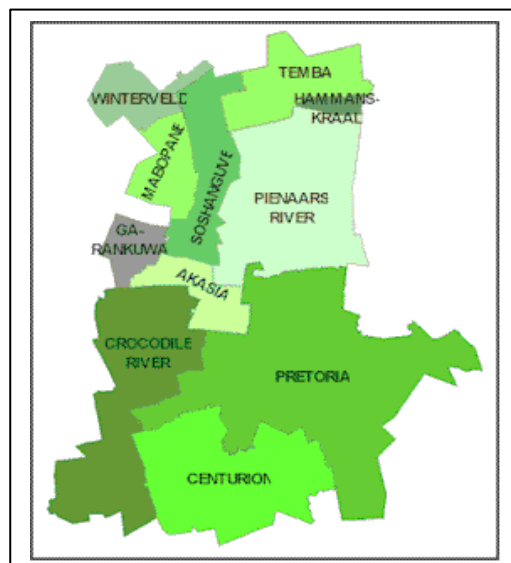 TEMBA
WINTERVELD
HAMMANS-
KRAAL
MABOPANE
SOSHANGUVE
PIENAARS
RIVER
GA-
RANKUWA
AKASIA
CROCODILE
RIVER
PRETORIA
CENTURION